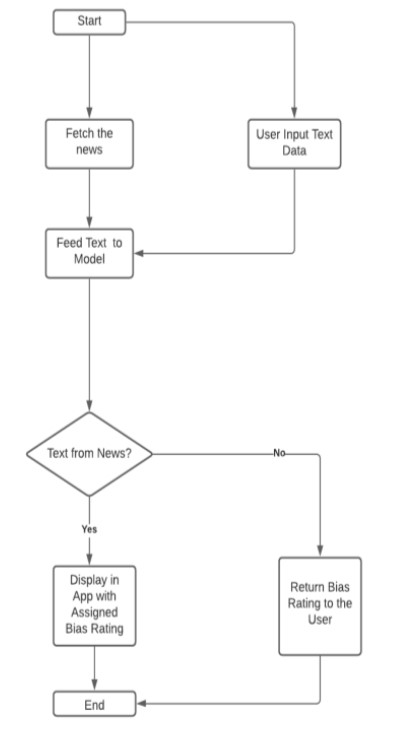 Start
Fetch the
news
User Input Text
Data
Feed Text to
Model
Text from News?
No
Yes
Display in
App with
Assigned
Bias Rating
Return Bias
Rating to the
User
End